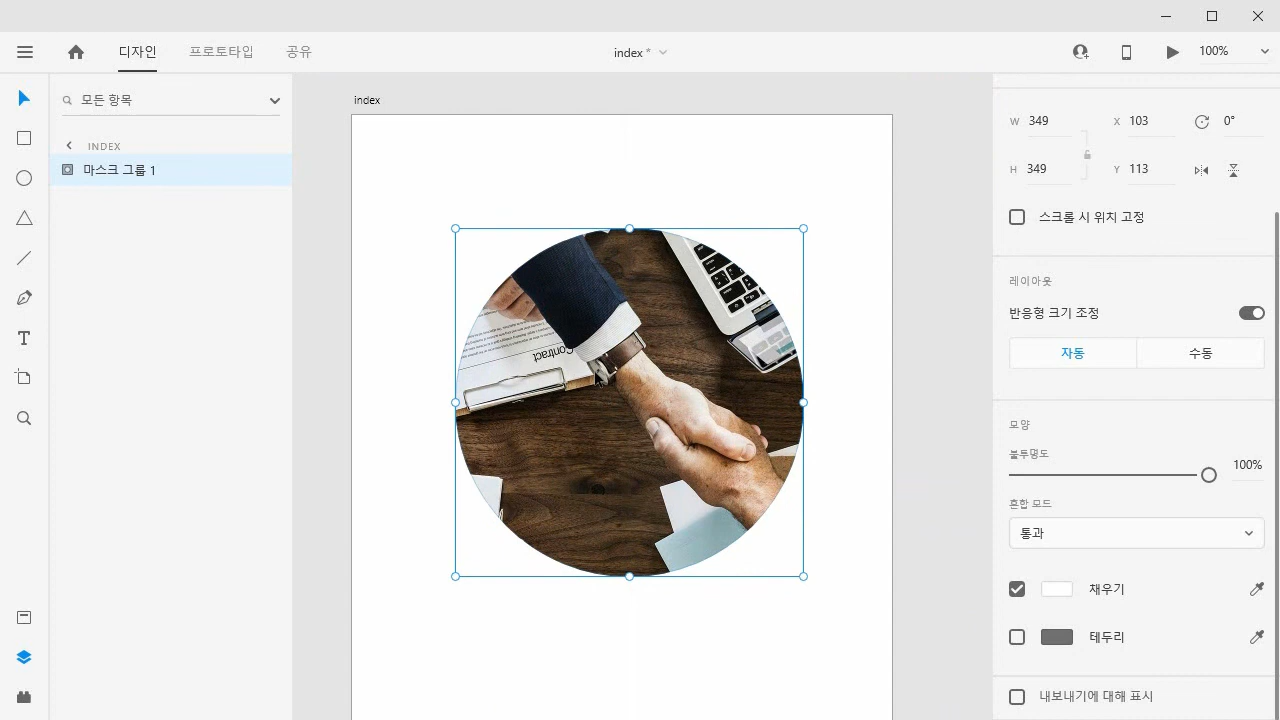 디자인 프로토타입 공유 index * 100%
모든 항목
INDEX
마스크 그룹 1
index
Contract
W 349 X 103 0°
H 349 Y 113
스크롤 시 위치 고정
레이아웃
반응형 크기 조정
자동 수동
모양
불투명도
100%
혼합 모드
통과
채우기
테두리
내보내기에 대해 표시